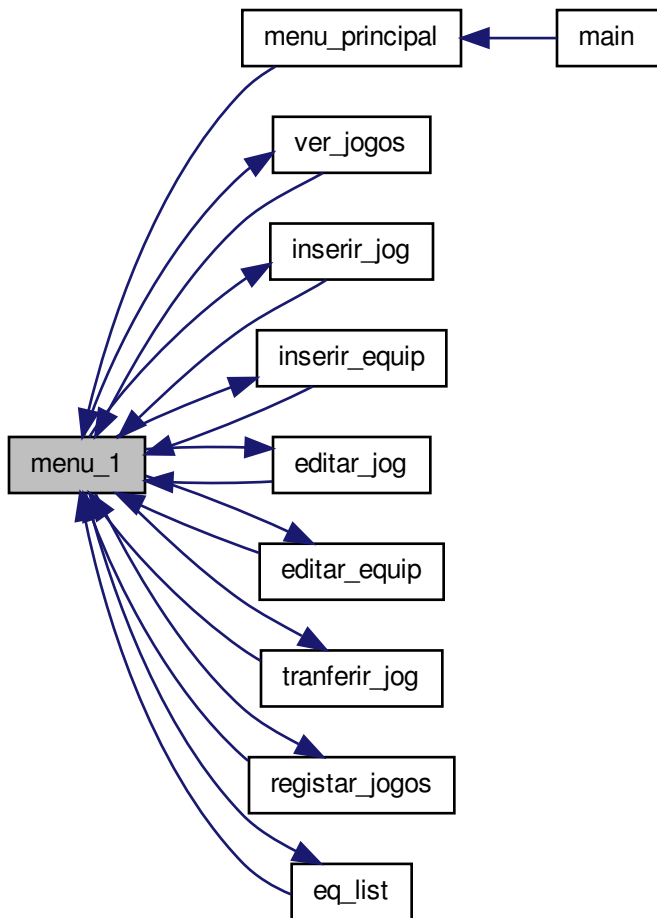 menu_principal
main
ver_jogos
inserir_jog
inserir_equip
menu_1
editar_jog
editar_equip
tranferir_jog
registar_jogos
eq_list